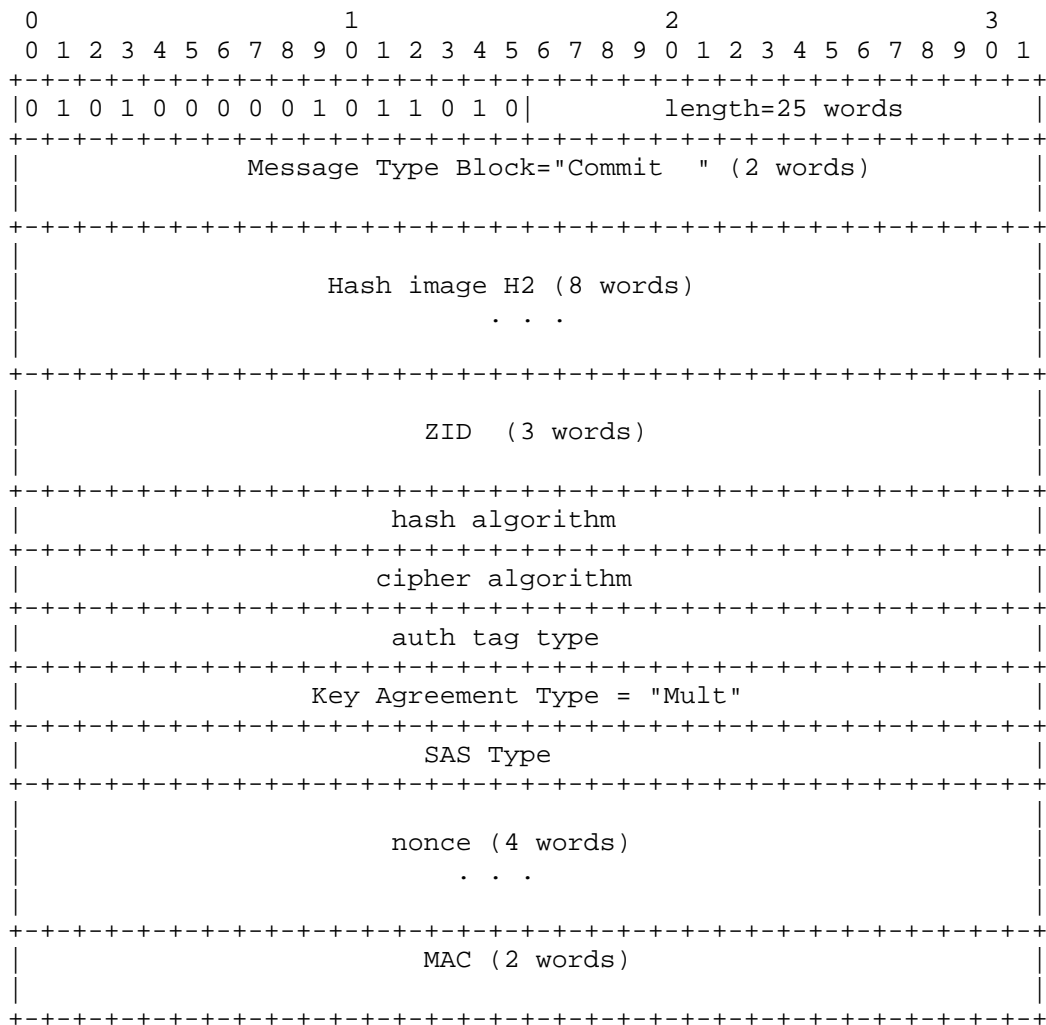 0                   1                   2                   3
0 1 2 3 4 5 6 7 8 9 0 1 2 3 4 5 6 7 8 9 0 1 2 3 4 5 6 7 8 9 0 1
+-+-+-+-+-+-+-+-+-+-+-+-+-+-+-+-+-+-+-+-+-+-+-+-+-+-+-+-+-+-+-+-+
|0 1 0 1 0 0 0 0 0 1 0 1 1 0 1 0|        length=25 words        |
+-+-+-+-+-+-+-+-+-+-+-+-+-+-+-+-+-+-+-+-+-+-+-+-+-+-+-+-+-+-+-+-+
|              Message Type Block="Commit  " (2 words)          |
|                                                               |
+-+-+-+-+-+-+-+-+-+-+-+-+-+-+-+-+-+-+-+-+-+-+-+-+-+-+-+-+-+-+-+-+
|                                                               |
|                   Hash image H2 (8 words)                     |
|                             . . .                             |
|                                                               |
+-+-+-+-+-+-+-+-+-+-+-+-+-+-+-+-+-+-+-+-+-+-+-+-+-+-+-+-+-+-+-+-+
|                                                               |
|                         ZID  (3 words)                        |
|                                                               |
+-+-+-+-+-+-+-+-+-+-+-+-+-+-+-+-+-+-+-+-+-+-+-+-+-+-+-+-+-+-+-+-+
|                       hash algorithm                          |
+-+-+-+-+-+-+-+-+-+-+-+-+-+-+-+-+-+-+-+-+-+-+-+-+-+-+-+-+-+-+-+-+
|                      cipher algorithm                         |
+-+-+-+-+-+-+-+-+-+-+-+-+-+-+-+-+-+-+-+-+-+-+-+-+-+-+-+-+-+-+-+-+
|                       auth tag type                           |
+-+-+-+-+-+-+-+-+-+-+-+-+-+-+-+-+-+-+-+-+-+-+-+-+-+-+-+-+-+-+-+-+
|                  Key Agreement Type = "Mult"                  |
+-+-+-+-+-+-+-+-+-+-+-+-+-+-+-+-+-+-+-+-+-+-+-+-+-+-+-+-+-+-+-+-+
|                         SAS Type                              |
+-+-+-+-+-+-+-+-+-+-+-+-+-+-+-+-+-+-+-+-+-+-+-+-+-+-+-+-+-+-+-+-+
|                                                               |
|                       nonce (4 words)                         |
|                           . . .                               |
|                                                               |
+-+-+-+-+-+-+-+-+-+-+-+-+-+-+-+-+-+-+-+-+-+-+-+-+-+-+-+-+-+-+-+-+
|                         MAC (2 words)                         |
|                                                               |
+-+-+-+-+-+-+-+-+-+-+-+-+-+-+-+-+-+-+-+-+-+-+-+-+-+-+-+-+-+-+-+-+